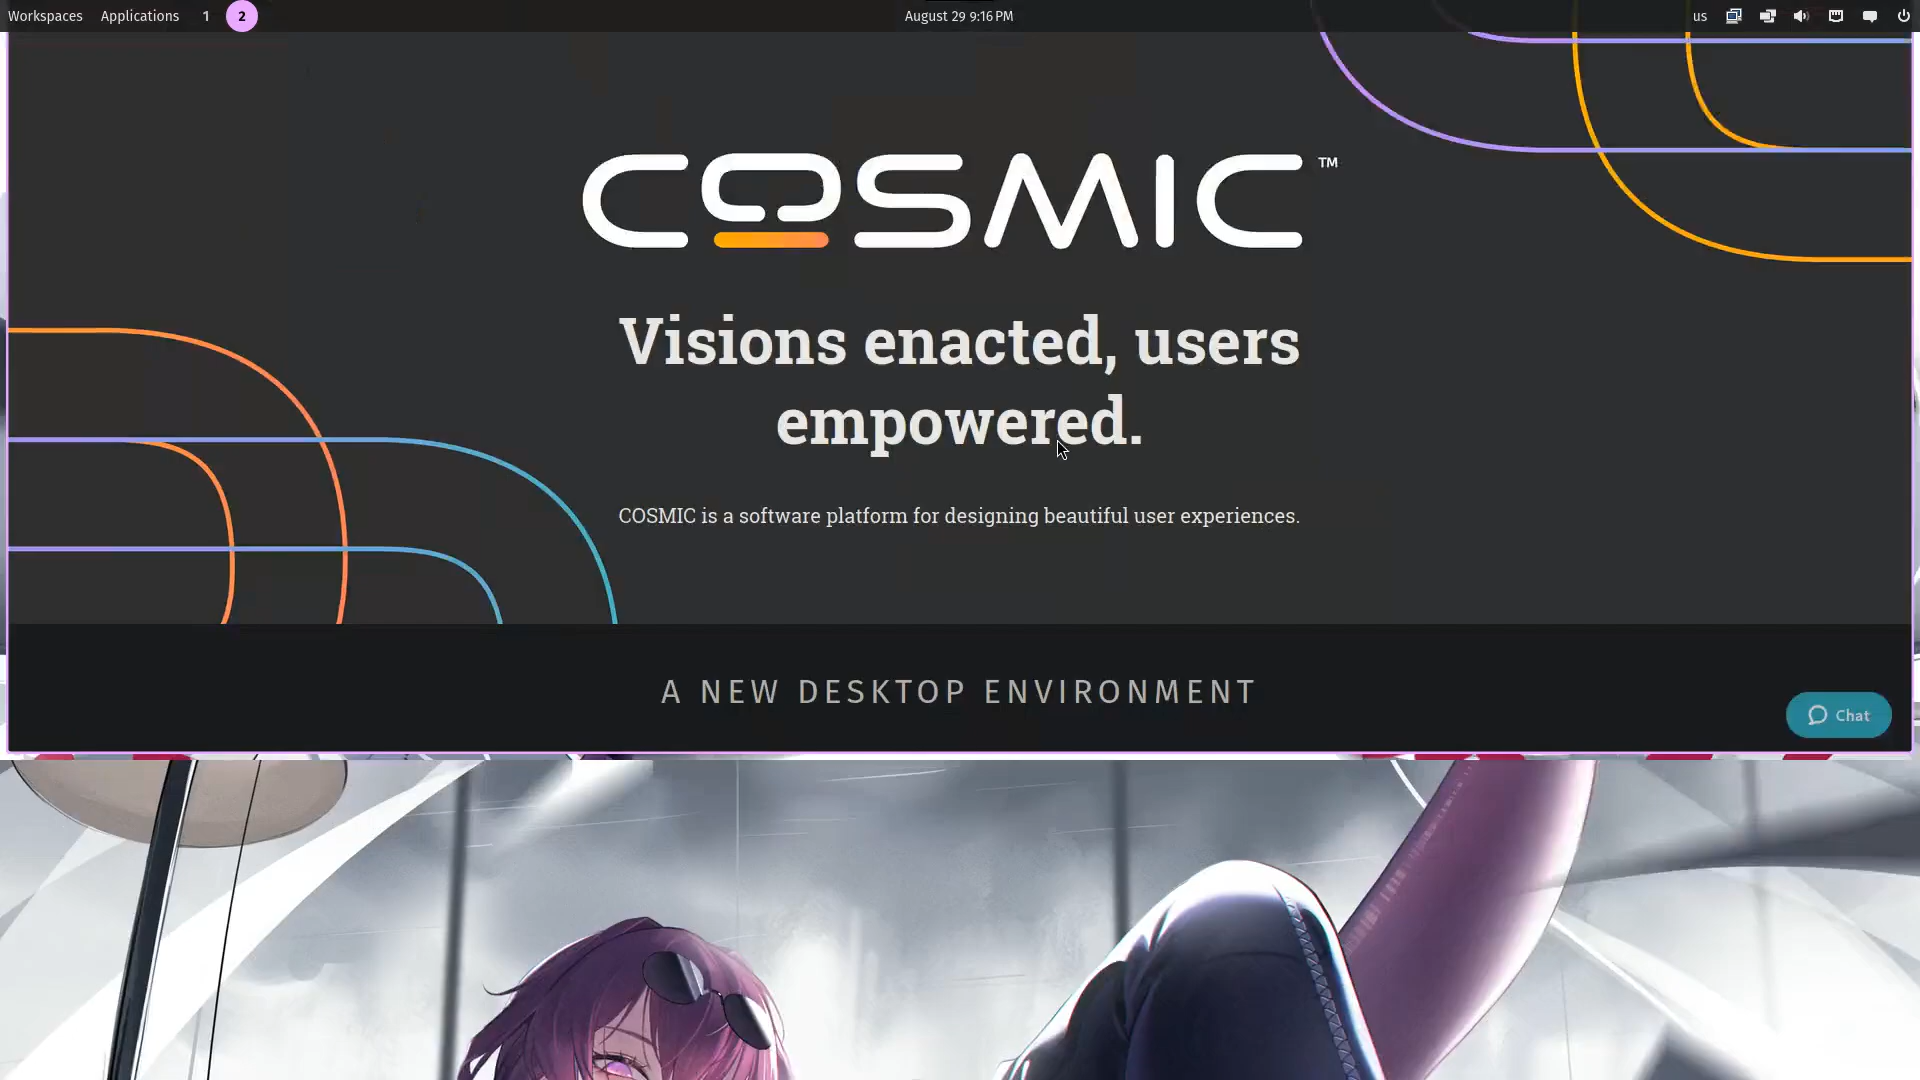 Workspaces Applications 1 2 August 29 9:16 PM us
COSMIC™
Visions enacted, users
empowered.
COSMIC is a software platform for designing beautiful user experiences.
A NEW DESKTOP ENVIRONMENT
Chat